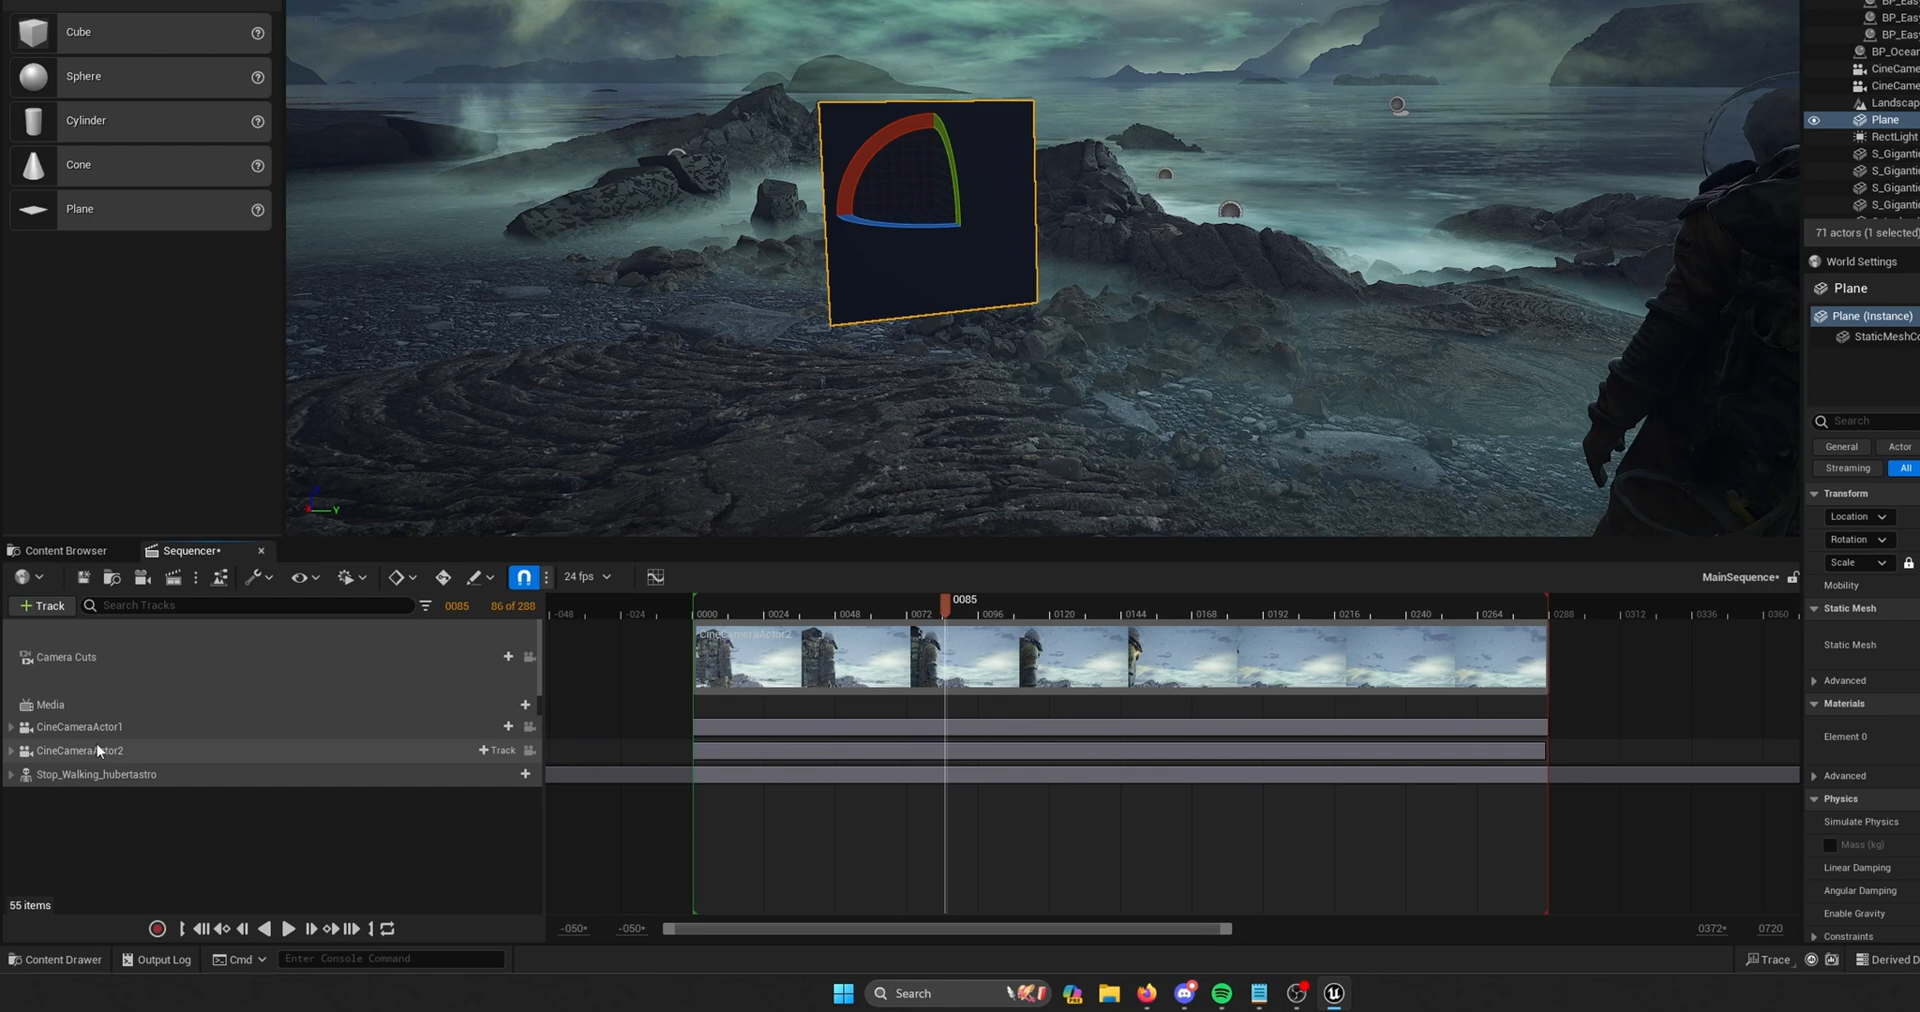 Cube
Sphere
Cylinder
Cone
Plane
Y
BP_Eas
BP_Eas
BP_Ocear
CineCame
CineCame
Landscap
Plane
RectLight
S_Giganti
S_Giganti
S_Giganti
S_Giganti
71 actors (1 selected)
World Settings
Plane
Plane (Instance)
StaticMeshCo
Search
General
Actor
Streaming
All
Transform
Location
Rotation
Scale
Mobility
Static Mesh
Static Mesh
Advanced
Materials
Element 0
Advanced
Physics
Simulate Physics
Mass (kg)
Linear Damping
Angular Damping
Enable Gravity
Constraints
Content Browser
Sequencer*
24 fps
MainSequence*
Track
Search Tracks
0085
86 of 288
0085
-048
-024
0000
0024
0048
0072
0096
0120
0144
0168
0192
0216
0240
0264
0288
0312
0336
0360
CineCameraActor2
Camera Cuts
Media
CineCameraActor1
CineCameraActor2
Track
Stop_Walking_hubertastro
55 items
-050*
-050*
0372*
0720
Content Drawer
Output Log
Cmd
Enter Console Command
Trace
Derived D
Search